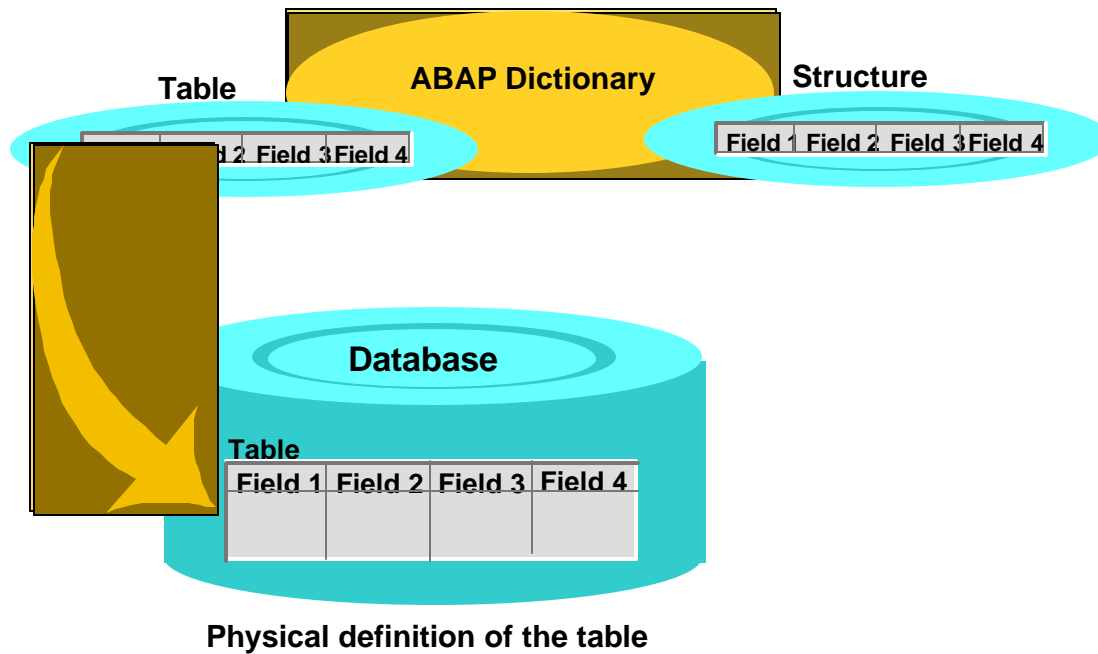 ABAP Dictionary
Table
Structure
2 Field 3 Field 4
Field 1 Field 2 Field 3 Field 4
Database
Table
Field 1 Field 2 Field 3 Field 4
Physical definition of the table